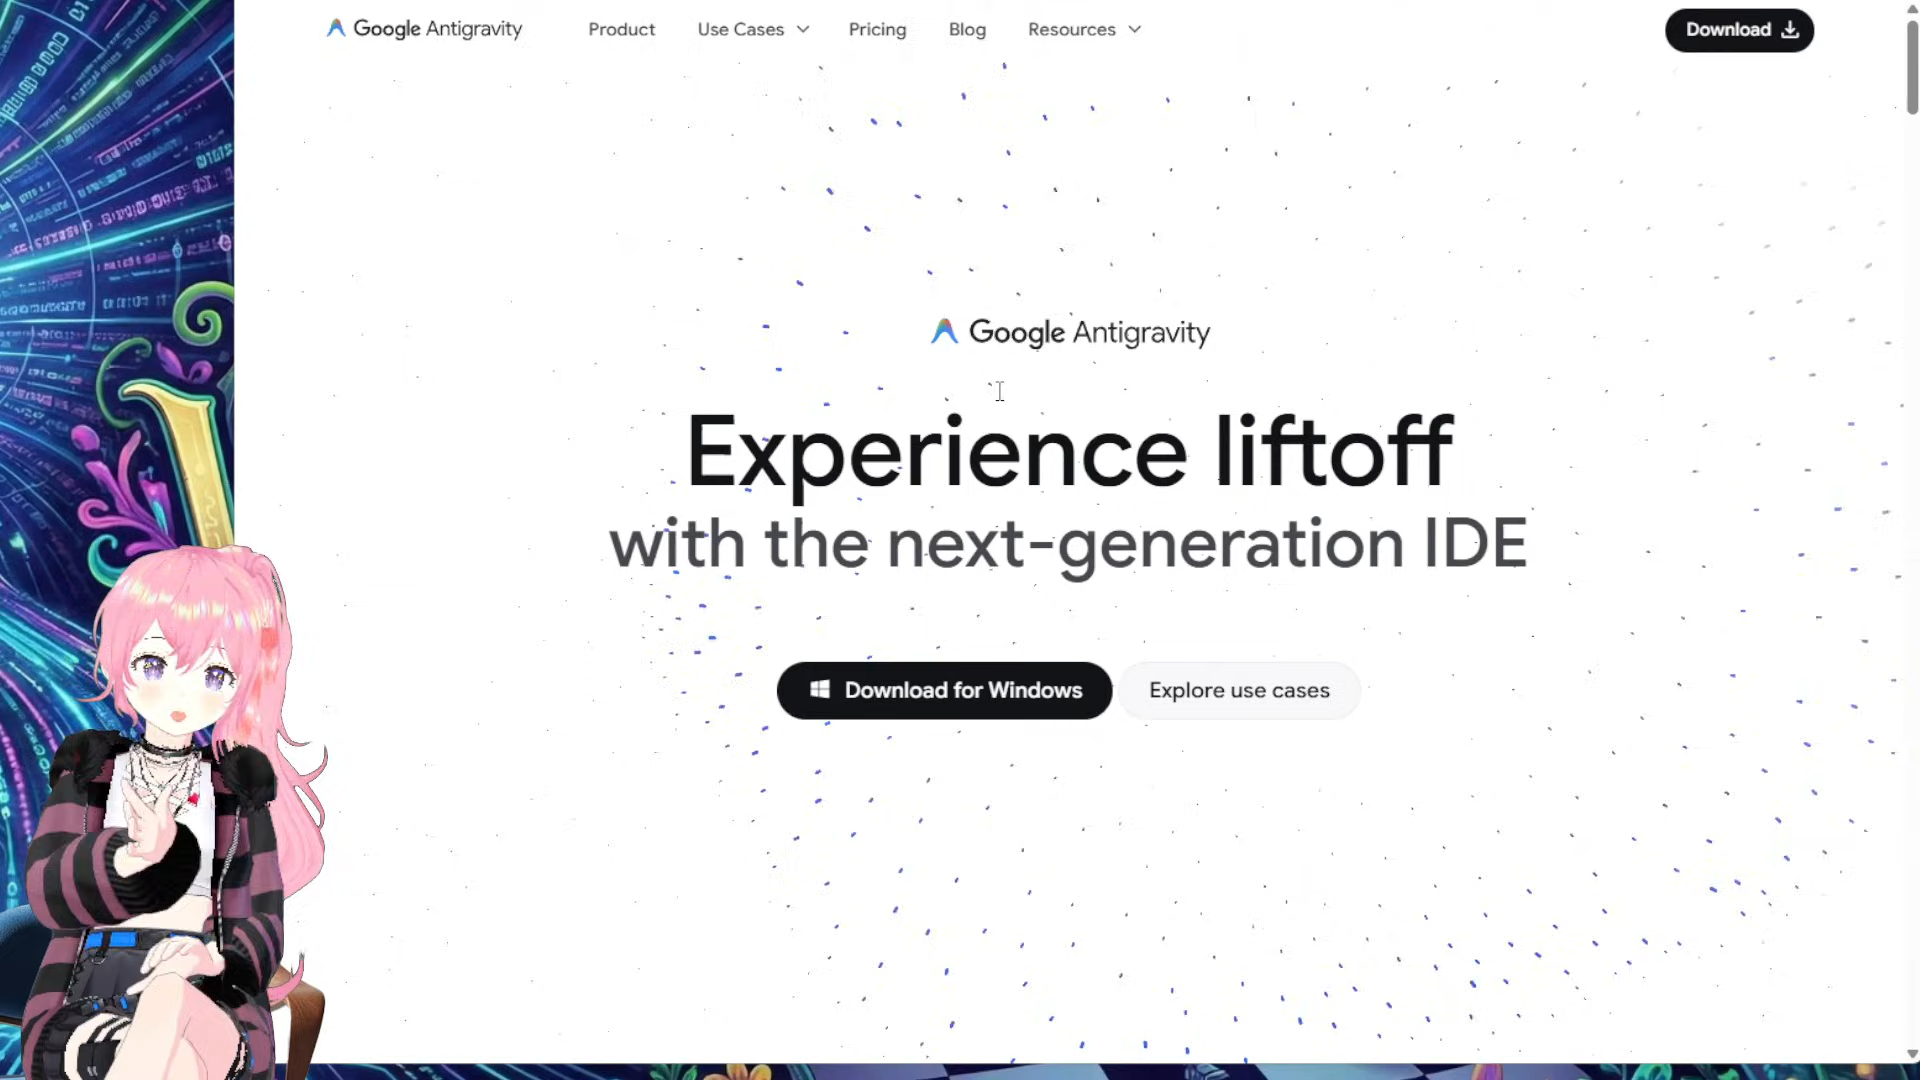 Google Antigravity
Product
Use Cases
Pricing
Blog
Resources
Download
Google Antigravity
Experience liftoff
with the next-generation IDE
Download for Windows
Explore use cases